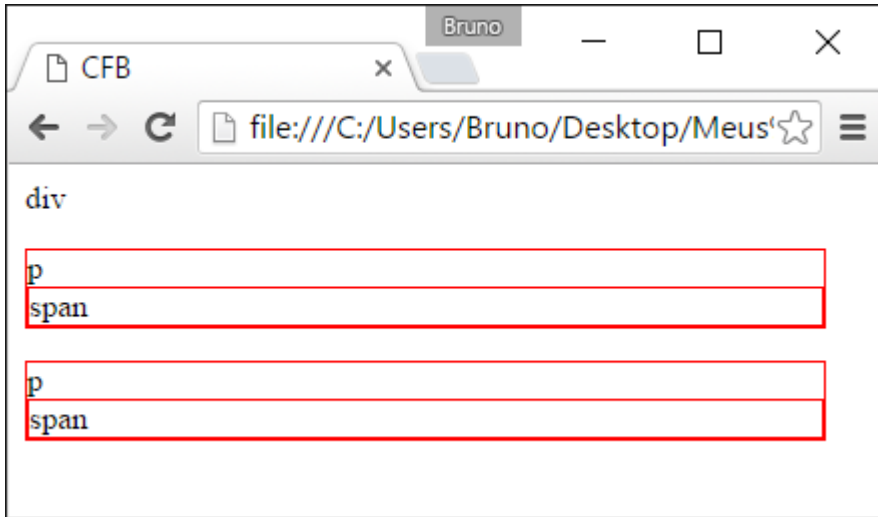 Bruno
CFB
file:///C:/Users/Bruno/Desktop/Meus
div
p
span
p
span